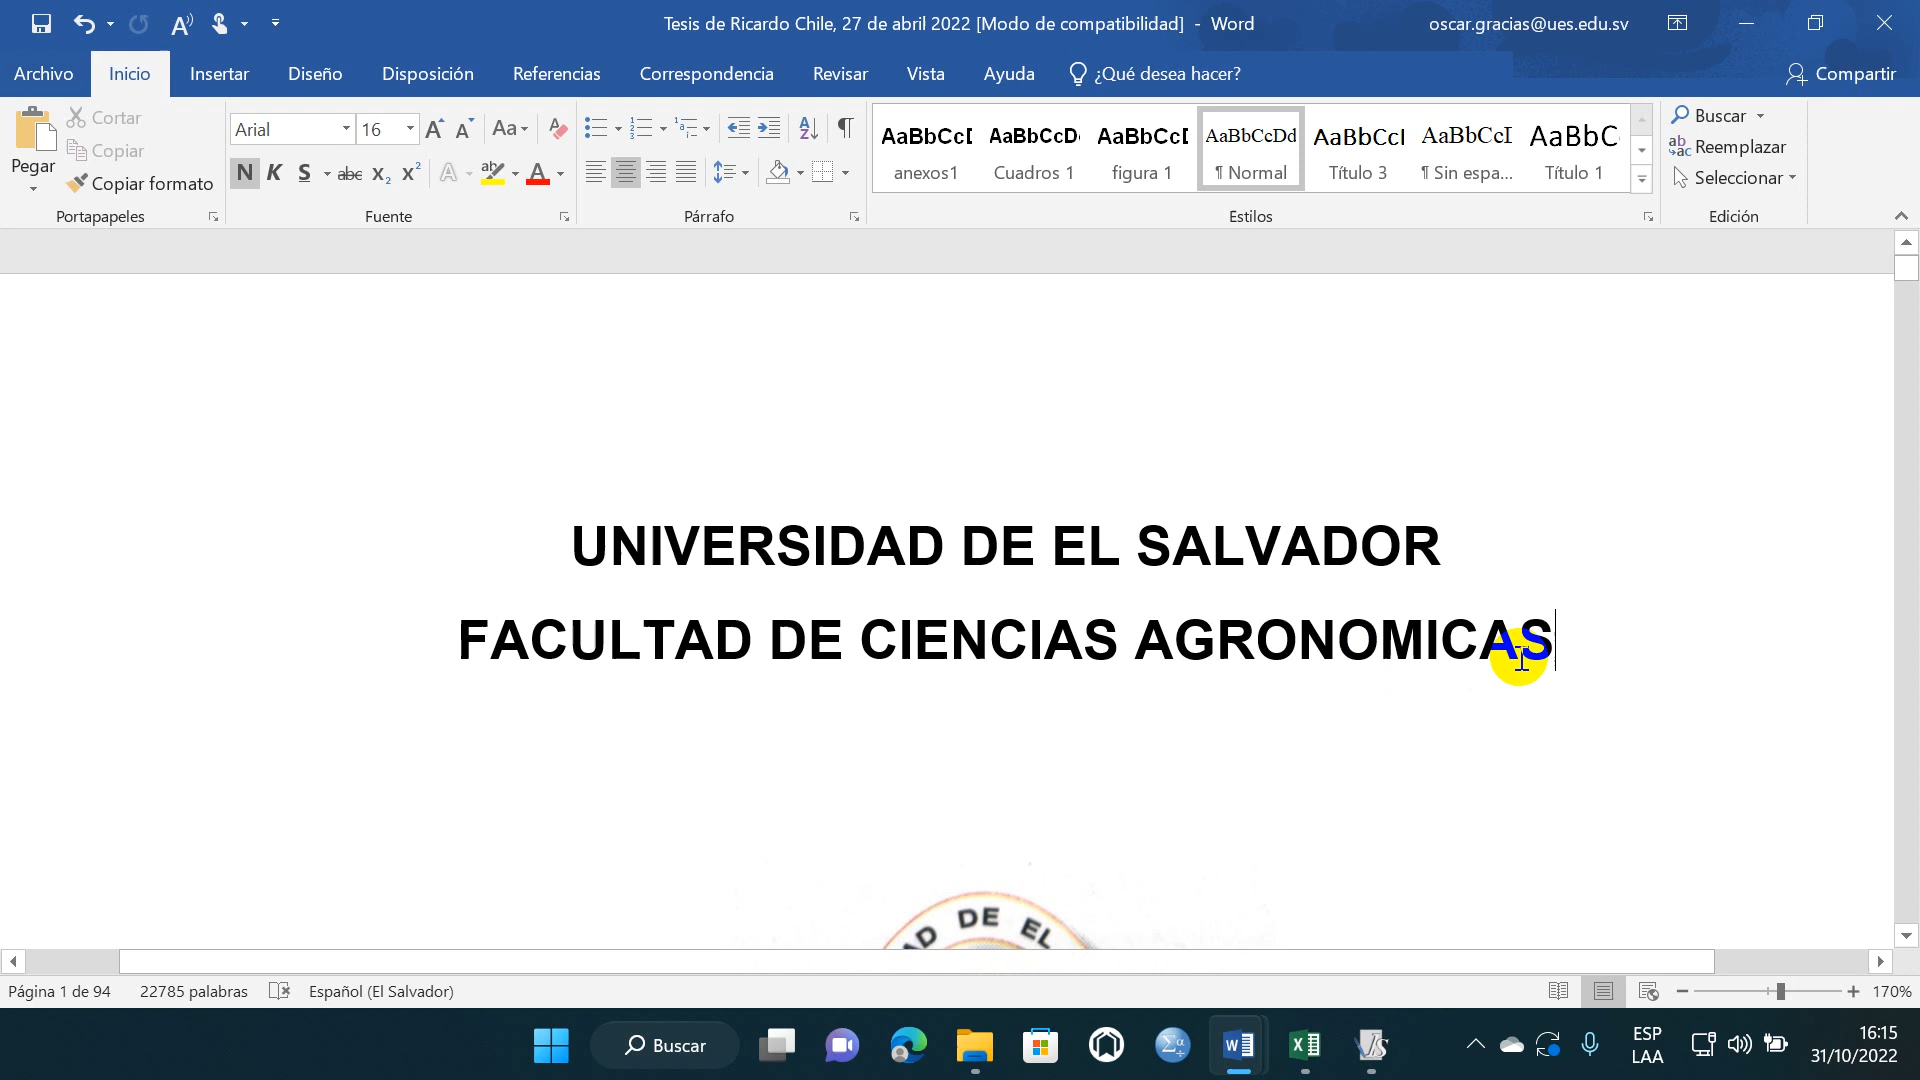 Tesis de Ricardo Chile, 27 de abril 2022 [Modo de compatibilidad] - Word
oscar.gracias@ues.edu.sv
Archivo Inicio Insertar Diseño Disposición Referencias Correspondencia Revisar Vista Ayuda ¿Qué desea hacer? Compartir
Pegar
Cortar
Copiar
Copiar formato
Portapapeles
Arial 16
Aa
N K S abc X₂ X² A ab A
Fuente
Párrafo
AaBbCcD AaBbCcD AaBbCcD AaBbCcDd AaBbCcI AaBbCcI AaBbC
anexos1 Cuadros 1 figura 1 ¶ Normal Título 3 ¶ Sin espa... Título 1
Estilos
Buscar
Reemplazar
Seleccionar
Edición
UNIVERSIDAD DE EL SALVADOR
FACULTAD DE CIENCIAS AGRONOMICAS
AD DE EL
Página 1 de 94 22785 palabras Español (El Salvador) 170%
Buscar
ESP
LAA
16:15
31/10/2022